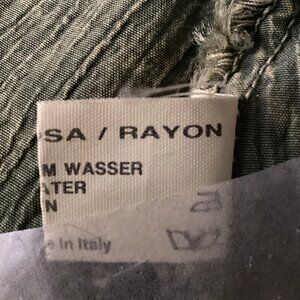 SA / RAYON
M WASSER
ATER
N
in Italy